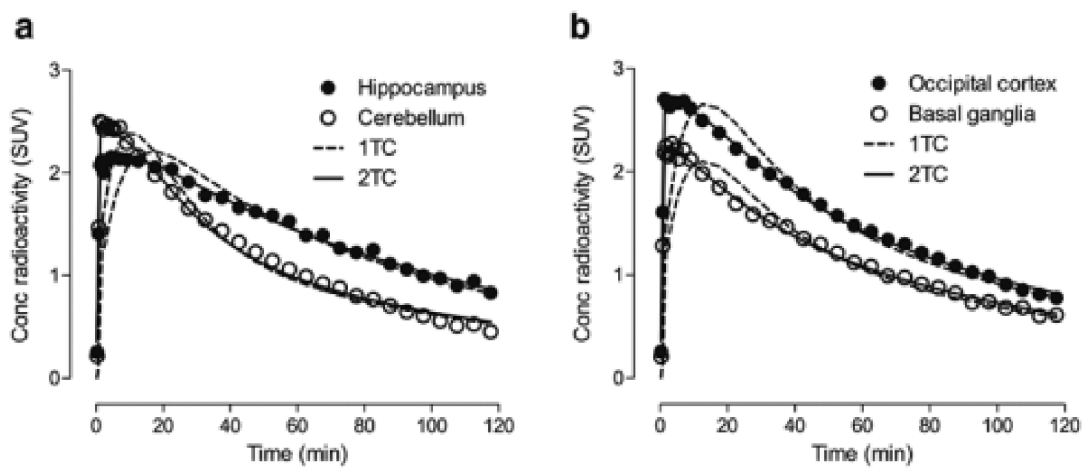 a
b
3
2
1
0
Conc radioactivity (SUV)
Hippocampus
Cerebellum
1TC
2TC
0 20 40 60 80 100 120
Time (min)
3
2
1
0
Conc radioactivity (SUV)
Occipital cortex
Basal ganglia
1TC
2TC
0 20 40 60 80 100 120
Time (min)